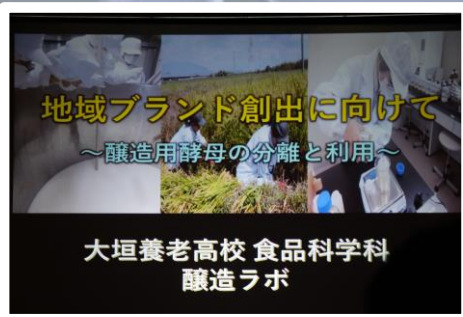 地域ブランド創出に向けて
～醸造用酵母の分離と利用～
大垣養老高校 食品科学科
醸造ラボ